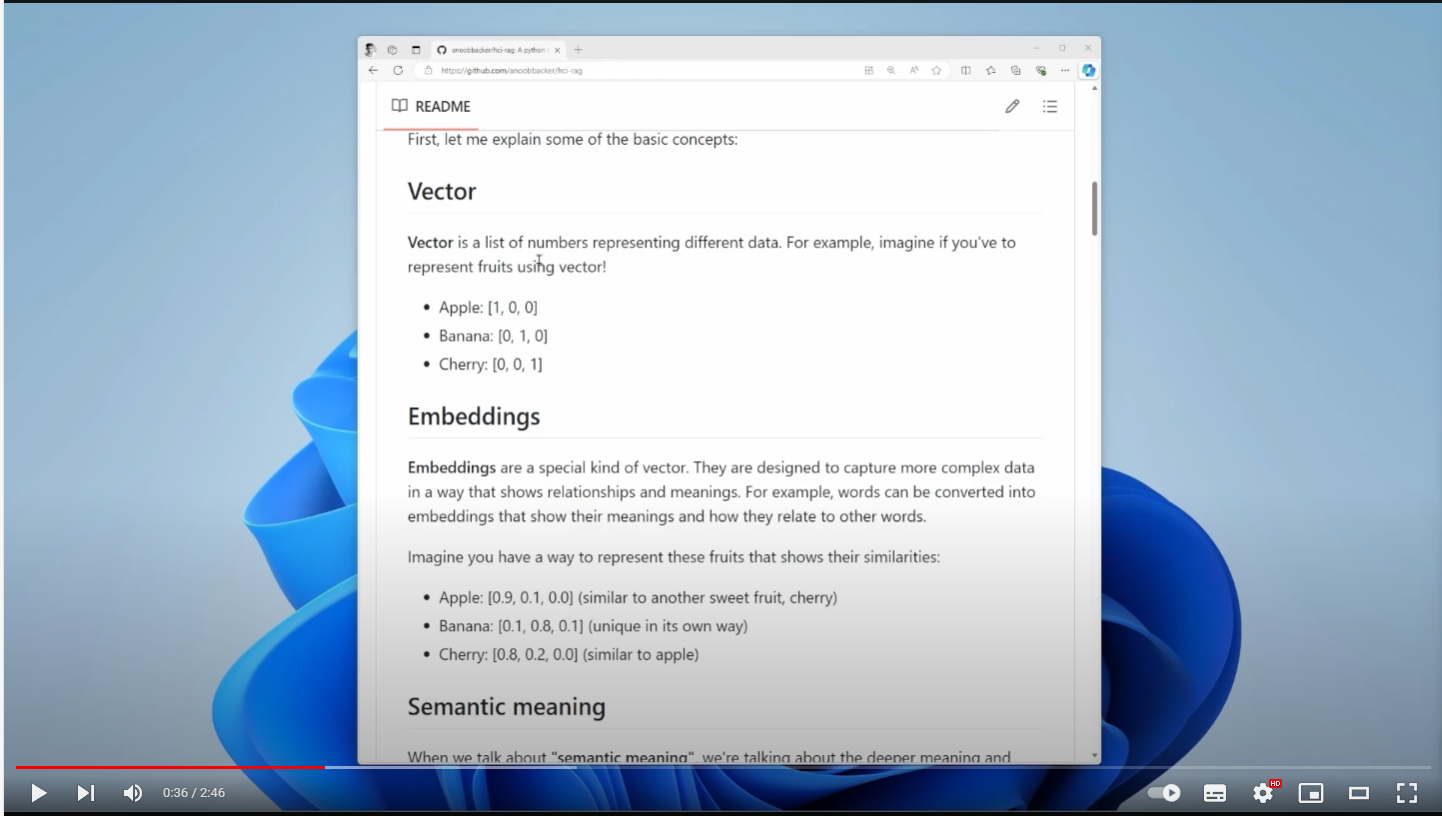 anoobbacker/hci-rag: A python
https://github.com/anoobbacker/hci-rag
README
First, let me explain some of the basic concepts:
Vector
Vector is a list of numbers representing different data. For example, imagine if you've to
represent fruits using vector!
• Apple: [1, 0, 0]
• Banana: [0, 1, 0]
• Cherry: [0, 0, 1]
Embeddings
Embeddings are a special kind of vector. They are designed to capture more complex data
in a way that shows relationships and meanings. For example, words can be converted into
embeddings that show their meanings and how they relate to other words.
Imagine you have a way to represent these fruits that shows their similarities:
• Apple: [0.9, 0.1, 0.0] (similar to another sweet fruit, cherry)
• Banana: [0.1, 0.8, 0.1] (unique in its own way)
• Cherry: [0.8, 0.2, 0.0] (similar to apple)
Semantic meaning
When we talk about "semantic meaning", we're talking about the deeper meaning and
0:36 / 2:46
HD